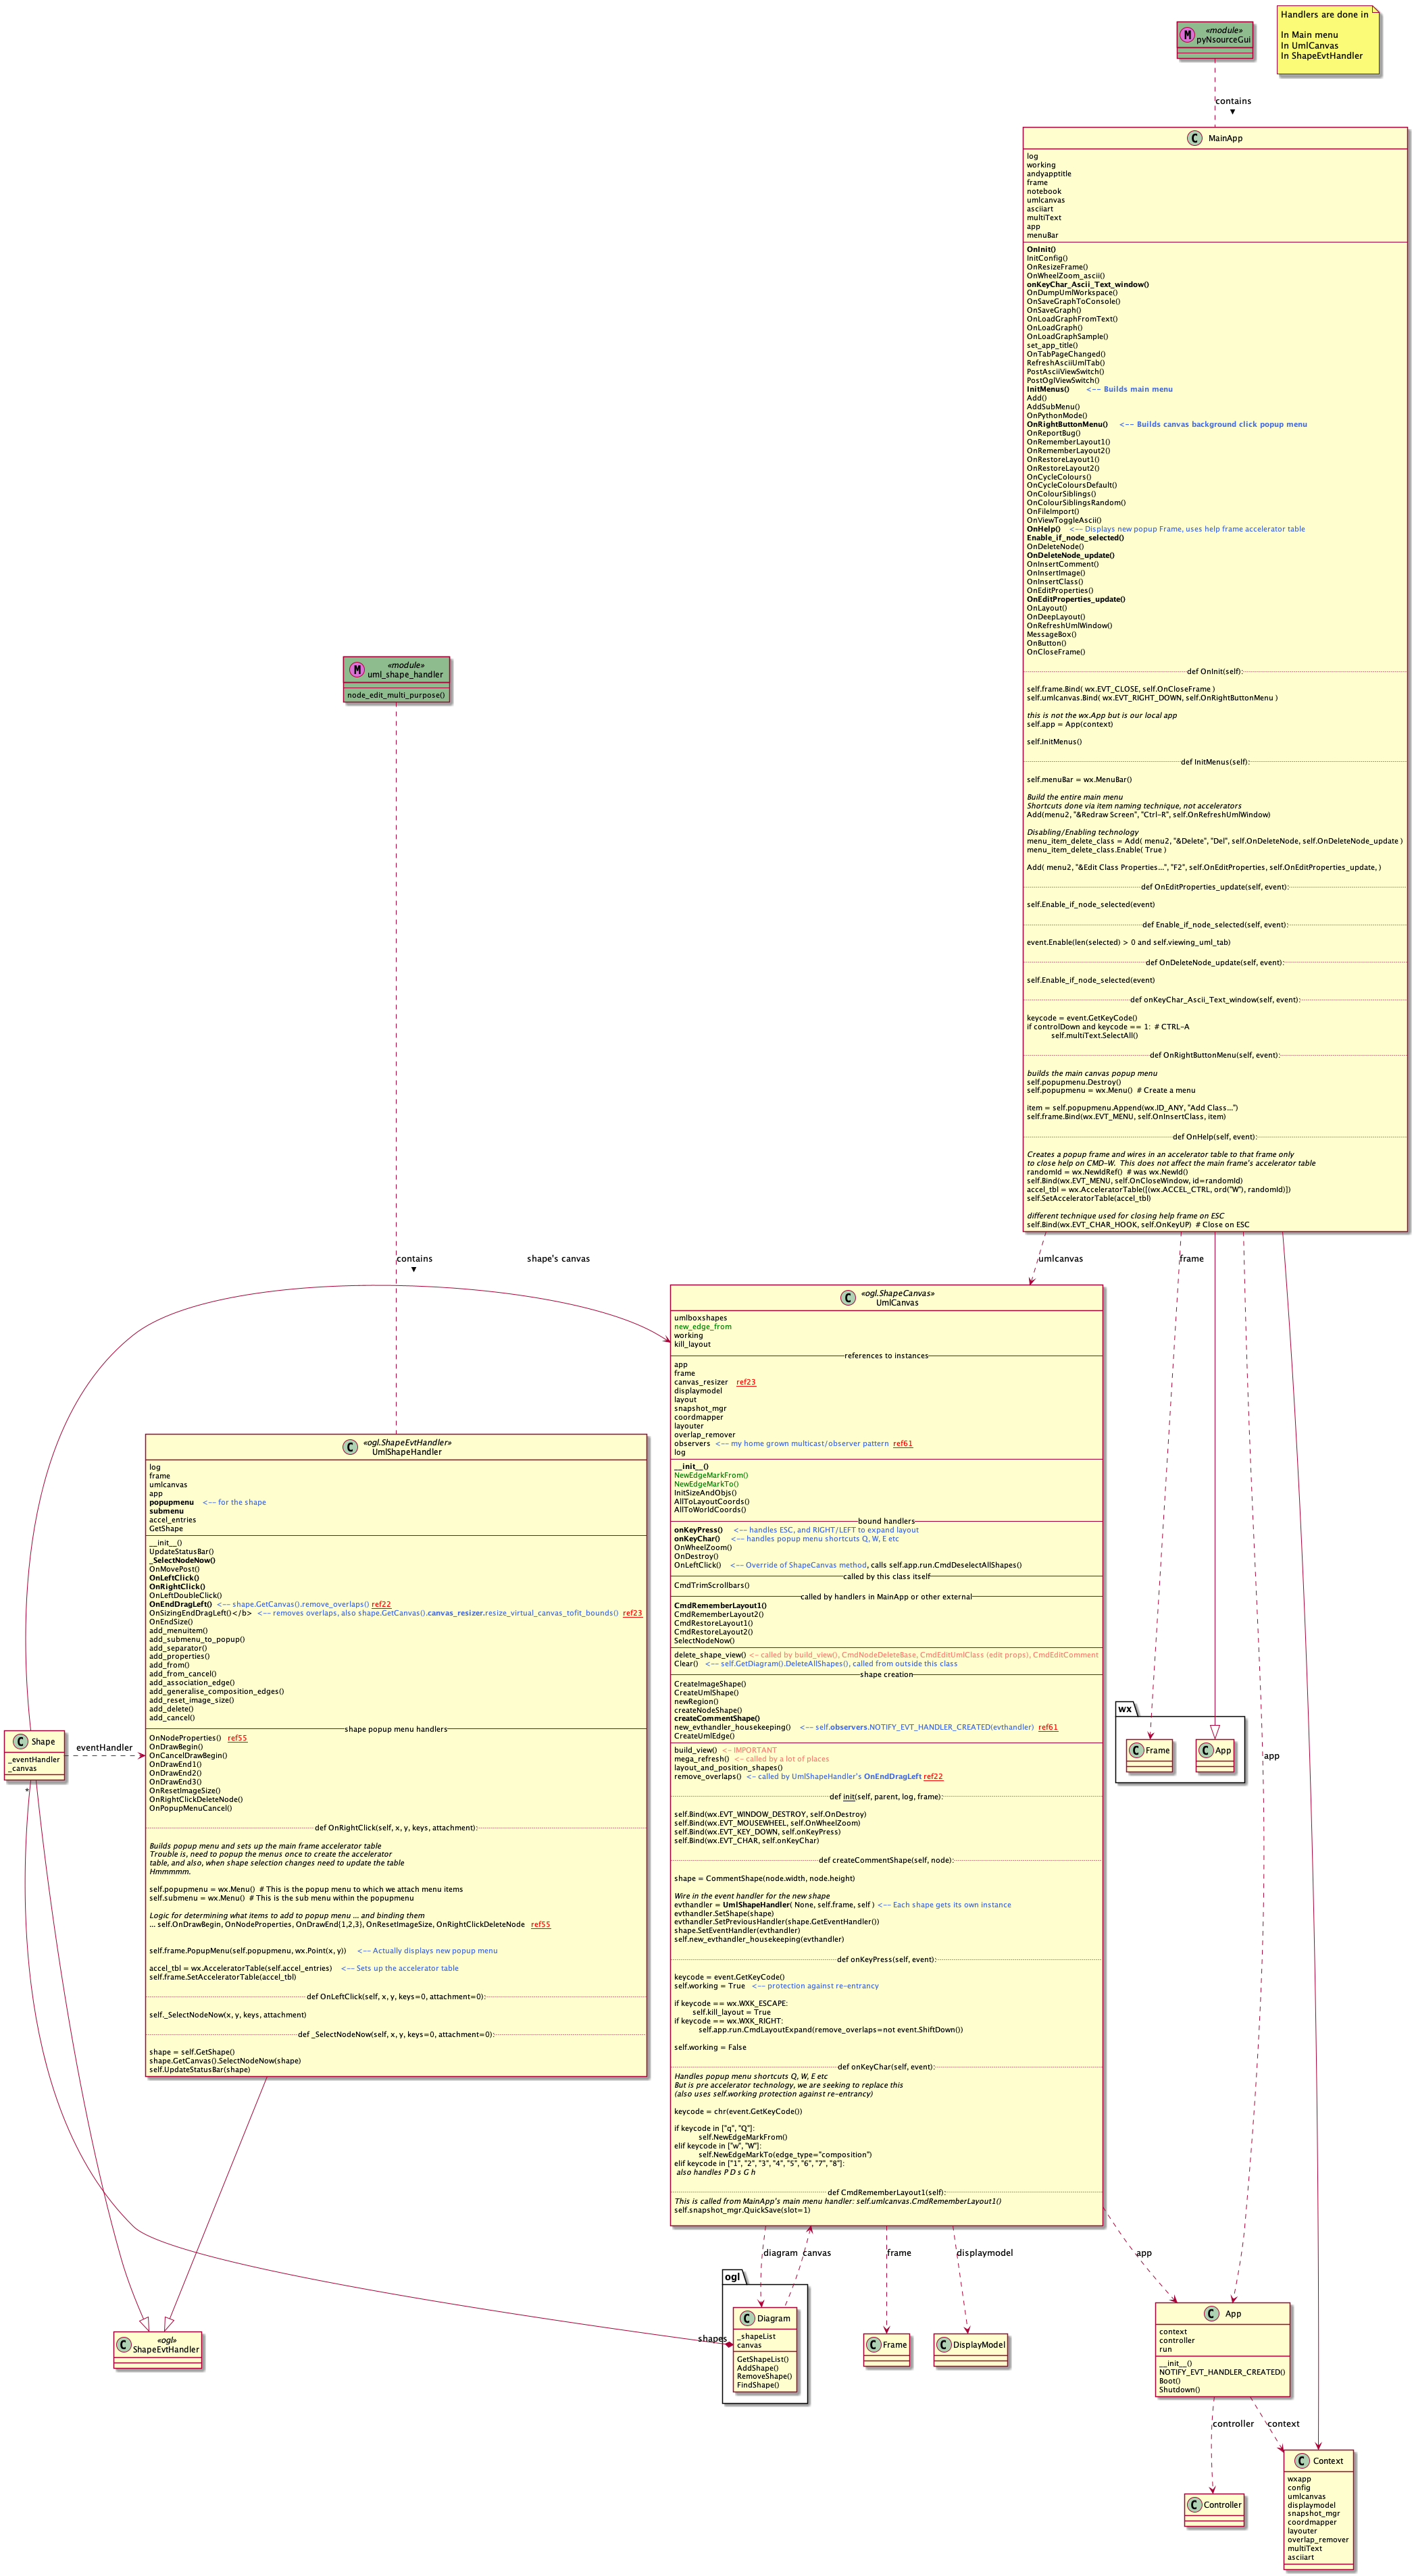 «module»
pyNsourceGui
Handlers are done in
In Main menu
In UmlCanvas
In ShapeEvtHandler
contains
MainApp
log
working
andyapptitle
frame
notebook
umlcanvas
asciiart
multiText
app
menuBar
OnInit()
InitConfig()
OnResizeFrame()
OnWheelZoom_ascii()
onKeyChar_Ascii_Text_window()
OnDumpUmlWorkspace()
OnSaveGraphToConsole()
OnSaveGraph()
OnLoadGraphFromText()
OnLoadGraph()
OnLoadGraphSample()
set_app_title()
OnTabPageChanged()
RefreshAsciiUmlTab()
PostAsciiViewSwitch()
PostOglViewSwitch()
InitMenus() <-- Builds main menu
Add()
AddSubMenu()
OnPythonMode()
OnRightButtonMenu() <-- Builds canvas background click popup menu
OnReportBug()
OnRememberLayout1()
OnRememberLayout2()
OnRestoreLayout1()
OnRestoreLayout2()
OnCycleColours()
OnCycleColoursDefault()
OnColourSiblings()
OnColourSiblingsRandom()
OnFileImport()
OnViewToggleAscii()
OnHelp() <-- Displays new popup Frame, uses help frame accelerator table
Enable_if_node_selected()
OnDeleteNode()
OnDeleteNode_update()
OnInsertComment()
OnInsertImage()
OnInsertClass()
OnEditProperties()
OnEditProperties_update()
OnLayout()
OnDeepLayout()
OnRefreshUmlWindow()
MessageBox()
OnButton()
OnCloseFrame()
def OnInit(self):
self.frame.Bind( wx.EVT_CLOSE, self.OnCloseFrame )
self.umlcanvas.Bind( wx.EVT_RIGHT_DOWN, self.OnRightButtonMenu )
this is not the wx.App but is our local app
self.app = App(context)
self.InitMenus()
def InitMenus(self):
self.menuBar = wx.MenuBar()
Build the entire main menu
Shortcuts done via item naming technique, not accelerators
Add(menu2, "&Redraw Screen", "Ctrl-R", self.OnRefreshUmlWindow)
Disabling/Enabling technology
menu_item_delete_class = Add( menu2, "&Delete", "Del", self.OnDeleteNode, self.OnDeleteNode_update )
menu_item_delete_class.Enable( True )
Add( menu2, "&Edit Class Properties...", "F2", self.OnEditProperties, self.OnEditProperties_update, )
def OnEditProperties_update(self, event):
self.Enable_if_node_selected(event)
def Enable_if_node_selected(self, event):
event.Enable(len(selected) > 0 and self.viewing_uml_tab)
def OnDeleteNode_update(self, event):
self.Enable_if_node_selected(event)
def onKeyChar_Ascii_Text_window(self, event):
keycode = event.GetKeyCode()
if controlDown and keycode == 1: # CTRL-A
self.multiText.SelectAll()
def OnRightButtonMenu(self, event):
builds the main canvas popup menu
self.popupmenu.Destroy()
self.popupmenu = wx.Menu() # Create a menu
item = self.popupmenu.Append(wx.ID_ANY, "Add Class...")
self.frame.Bind(wx.EVT_MENU, self.OnInsertClass, item)
def OnHelp(self, event):
Creates a popup frame and wires in an accelerator table to that frame only
to close help on CMD-W. This does not affect the main frame's accelerator table
randomId = wx.NewIdRef() # was wx.NewId()
self.Bind(wx.EVT_MENU, self.OnCloseWindow, id=randomId)
accel_tbl = wx.AcceleratorTable([(wx.ACCEL_CTRL, ord("W"), randomId)])
self.SetAcceleratorTable(accel_tbl)
different technique used for closing help frame on ESC
self.Bind(wx.EVT_CHAR_HOOK, self.OnKeyUP) # Close on ESC
«module»
uml_shape_handler
node_edit_multi_purpose()
contains
shape's canvas
umlcanvas
frame
app
«ogl.ShapeCanvas»
UmlCanvas
umlboxshapes
new_edge_from
working
kill_layout
references to instances
app
frame
canvas_resizer ref23
displaymodel
layout
snapshot_mgr
coordmapper
layouter
overlap_remover
observers <-- my home grown multicast/observer pattern ref61
log
__init__()
NewEdgeMarkFrom()
NewEdgeMarkTo()
InitSizeAndObjs()
AllToLayoutCoords()
AllToWorldCoords()
bound handlers
onKeyPress() <-- handles ESC, and RIGHT/LEFT to expand layout
onKeyChar() <-- handles popup menu shortcuts Q, W, E etc
OnWheelZoom()
OnDestroy()
OnLeftClick() <-- Override of ShapeCanvas method, calls self.app.run.CmdDeselectAllShapes()
called by this class itself
CmdTrimScrollbars()
called by handlers in MainApp or other external
CmdRememberLayout1()
CmdRememberLayout2()
CmdRestoreLayout1()
CmdRestoreLayout2()
SelectNodeNow()
delete_shape_view() <- called by build_view(), CmdNodeDeleteBase, CmdEditUmlClass (edit props), CmdEditComment
Clear() <-- self.GetDiagram().DeleteAllShapes(), called from outside this class
shape creation
CreateImageShape()
CreateUmlShape()
newRegion()
createNodeShape()
createCommentShape()
new_evthandler_housekeeping() <-- self.observers.NOTIFY_EVT_HANDLER_CREATED(evthandler) ref61
CreateUmlEdge()
build_view() <- IMPORTANT
mega_refresh() <- called by a lot of places
layout_and_position_shapes()
remove_overlaps() <- called by UmlShapeHandler's OnEndDragLeft ref22
def init(self, parent, log, frame):
self.Bind(wx.EVT_WINDOW_DESTROY, self.OnDestroy)
self.Bind(wx.EVT_MOUSEWHEEL, self.OnWheelZoom)
self.Bind(wx.EVT_KEY_DOWN, self.onKeyPress)
self.Bind(wx.EVT_CHAR, self.onKeyChar)
def createCommentShape(self, node):
shape = CommentShape(node.width, node.height)
Wire in the event handler for the new shape
evthandler = UmlShapeHandler( None, self.frame, self ) <-- Each shape gets its own instance
evthandler.SetShape(shape)
evthandler.SetPreviousHandler(shape.GetEventHandler())
shape.SetEventHandler(evthandler)
self.new_evthandler_housekeeping(evthandler)
def onKeyPress(self, event):
keycode = event.GetKeyCode()
self.working = True <-- protection against re-entrancy
if keycode == wx.WXK_ESCAPE:
self.kill_layout = True
if keycode == wx.WXK_RIGHT:
self.app.run.CmdLayoutExpand(remove_overlaps=not event.ShiftDown())
self.working = False
def onKeyChar(self, event):
Handles popup menu shortcuts Q, W, E etc
But is pre accelerator technology, we are seeking to replace this
(also uses self.working protection against re-entrancy)
keycode = chr(event.GetKeyCode())
if keycode in ["q", "Q"]:
self.NewEdgeMarkFrom()
elif keycode in ["w", "W"]:
self.NewEdgeMarkTo(edge_type="composition")
elif keycode in ["1", "2", "3", "4", "5", "6", "7", "8"]:
also handles P D s G h
def CmdRememberLayout1(self):
This is called from MainApp's main menu handler: self.umlcanvas.CmdRememberLayout1()
self.snapshot_mgr.QuickSave(slot=1)
«ogl.ShapeEvtHandler»
UmlShapeHandler
log
frame
umlcanvas
app
popupmenu <-- for the shape
submenu
accel_entries
GetShape
__init__()
UpdateStatusBar()
_SelectNodeNow()
OnMovePost()
OnLeftClick()
OnRightClick()
OnLeftDoubleClick()
OnEndDragLeft() <-- shape.GetCanvas().remove_overlaps() ref22
OnSizingEndDragLeft()</b> <-- removes overlaps, also shape.GetCanvas().canvas_resizer.resize_virtual_canvas_tofit_bounds() ref23
OnEndSize()
add_menuitem()
add_submenu_to_popup()
add_separator()
add_properties()
add_from()
add_from_cancel()
add_association_edge()
add_generalise_composition_edges()
add_reset_image_size()
add_delete()
add_cancel()
shape popup menu handlers
OnNodeProperties() ref55
OnDrawBegin()
OnCancelDrawBegin()
OnDrawEnd1()
OnDrawEnd2()
OnDrawEnd3()
OnResetImageSize()
OnRightClickDeleteNode()
OnPopupMenuCancel()
def OnRightClick(self, x, y, keys, attachment):
Builds popup menu and sets up the main frame accelerator table
Trouble is, need to popup the menus once to create the accelerator
table, and also, when shape selection changes need to update the table
Hmmmmm.
self.popupmenu = wx.Menu() # This is the popup menu to which we attach menu items
self.submenu = wx.Menu() # This is the sub menu within the popupmenu
Logic for determining what items to add to popup menu ... and binding them
... self.OnDrawBegin, OnNodeProperties, OnDrawEnd{1,2,3}, OnResetImageSize, OnRightClickDeleteNode ref55
self.frame.PopupMenu(self.popupmenu, wx.Point(x, y)) <-- Actually displays new popup menu
accel_tbl = wx.AcceleratorTable(self.accel_entries) <-- Sets up the accelerator table
self.frame.SetAcceleratorTable(accel_tbl)
def OnLeftClick(self, x, y, keys=0, attachment=0):
self._SelectNodeNow(x, y, keys, attachment)
def _SelectNodeNow(self, x, y, keys=0, attachment=0):
shape = self.GetShape()
shape.GetCanvas().SelectNodeNow(shape)
self.UpdateStatusBar(shape)
Shape
_eventHandler
_canvas
eventHandler
*
wx
Frame
App
diagram
canvas
frame
displaymodel
app
ogl
Diagram
_shapeList
canvas
GetShapeList()
AddShape()
RemoveShape()
FindShape()
shapes
«ogl»
ShapeEvtHandler
Frame
DisplayModel
App
context
controller
run
__init__()
NOTIFY_EVT_HANDLER_CREATED()
Boot()
Shutdown()
controller
context
Controller
Context
wxapp
config
umlcanvas
displaymodel
snapshot_mgr
coordmapper
layouter
overlap_remover
multiText
asciiart